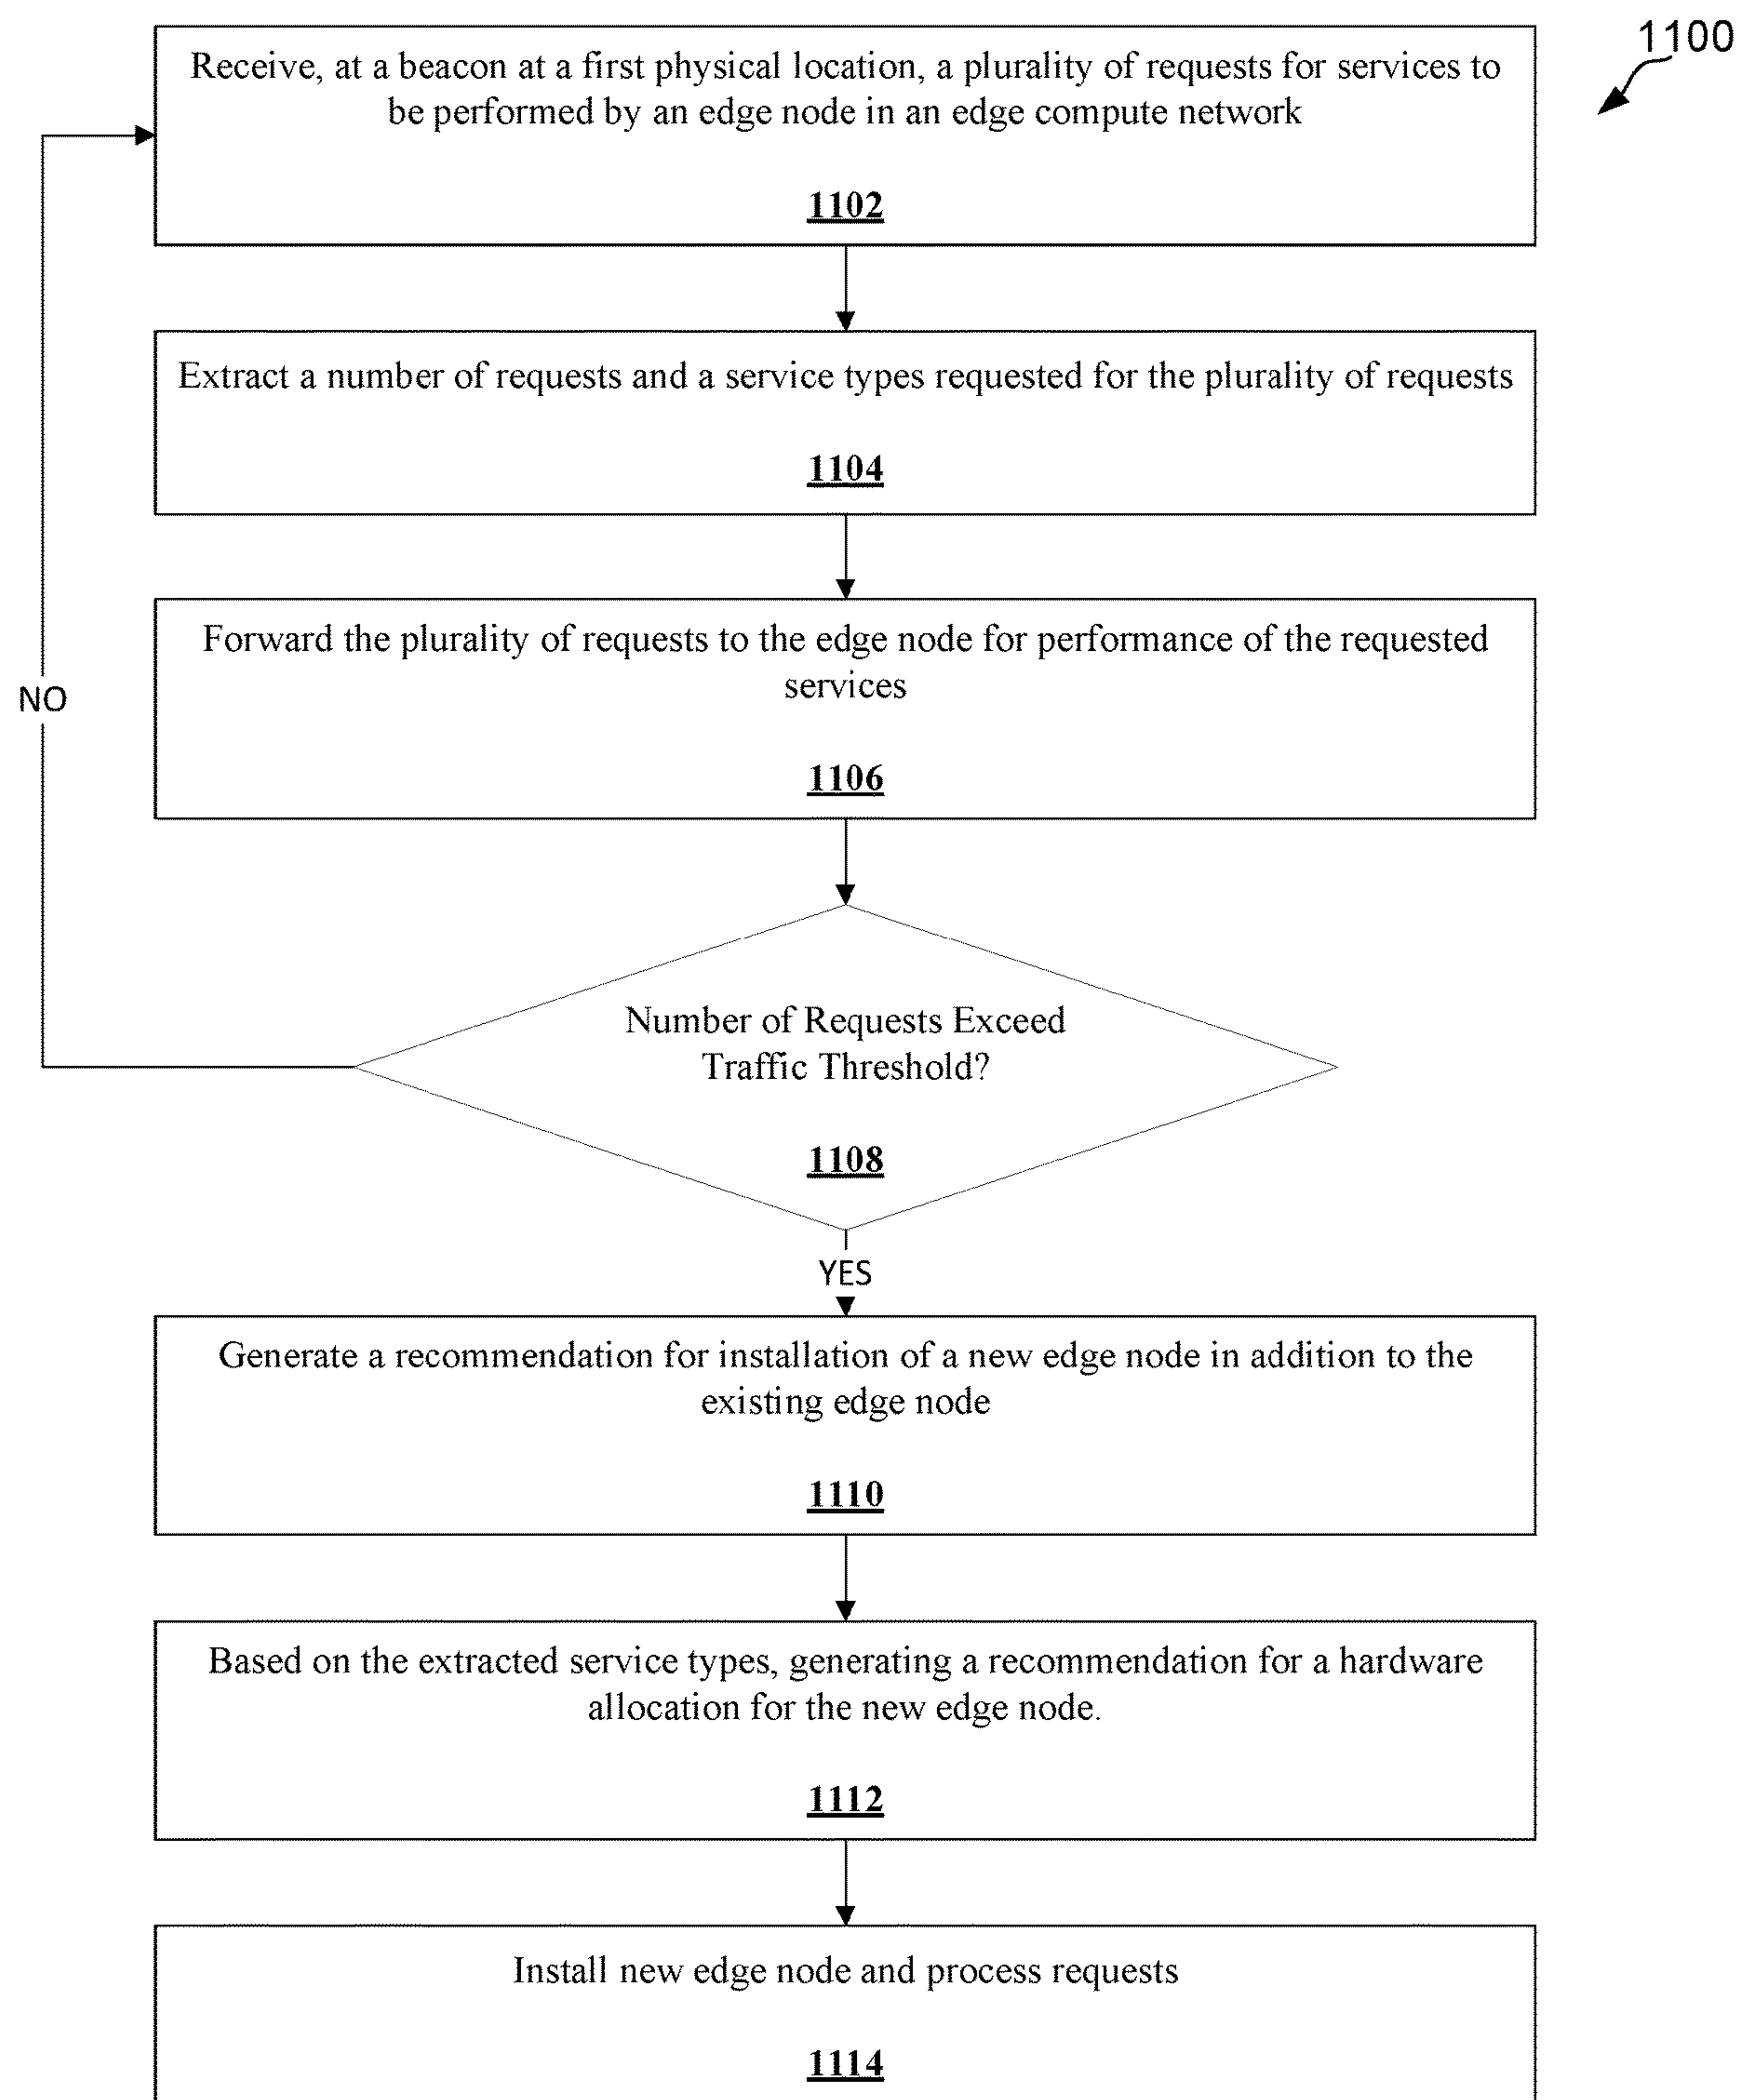 1100
Receive, at a beacon at a first physical location, a plurality of requests for services to
be performed by an edge node in an edge compute network
1102
Extract a number of requests and a service types requested for the plurality of requests
1104
Forward the plurality of requests to the edge node for performance of the requested
services
1106
NO
Number of Requests Exceed
Traffic Threshold?
1108
YES
Generate a recommendation for installation of a new edge node in addition to the
existing edge node
1110
Based on the extracted service types, generating a recommendation for a hardware
allocation for the new edge node.
1112
Install new edge node and process requests
1114